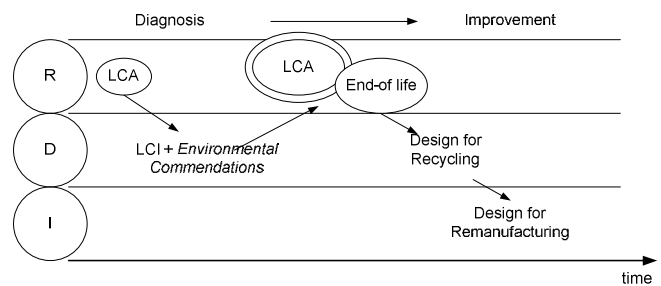 Diagnosis
Improvement
R
LCA
LCA
End-of life
D
LCI + Environmental
Commendations
Design for
Recycling
I
Design for
Remanufacturing
time